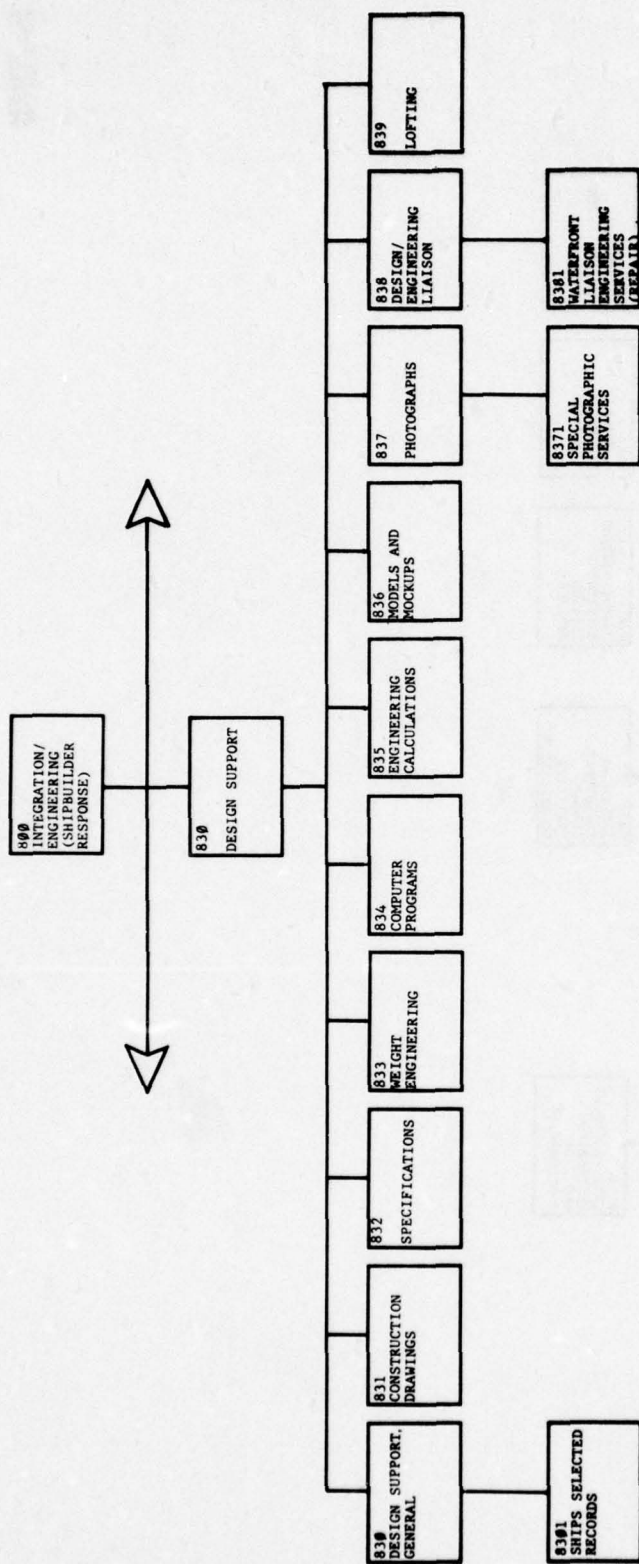 800
INTEGRATION/
ENGINEERING
(SHIPBUILDER
RESPONSE)
830
DESIGN SUPPORT
830
DESIGN SUPPORT,
GENERAL
831
CONSTRUCTION
DRAWINGS
832
SPECIFICATIONS
833
WEIGHT
ENGINEERING
834
COMPUTER
PROGRAMS
835
ENGINEERING
CALCULATIONS
836
MODELS AND
MOCKUPS
837
PHOTOGRAPHS
838
DESIGN/
ENGINEERING
LIAISON
839
LOFTING
8301
SHIPS SELECTED
RECORDS
8371
SPECIAL
PHOTOGRAPHIC
SERVICES
8381
WATERFRONT
LIAISON
ENGINEERING
SERVICES
(REPAIR)